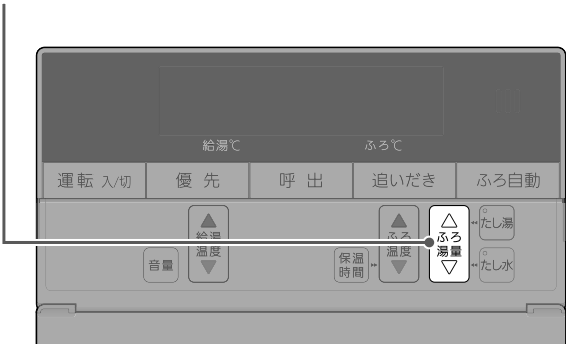 給湯℃ ふろ℃
運転 入/切 優先 呼出 追いだき ふろ自動
給湯温度
音量
ふろ温度
保温時間
ふろ湯量
たし湯
たし水